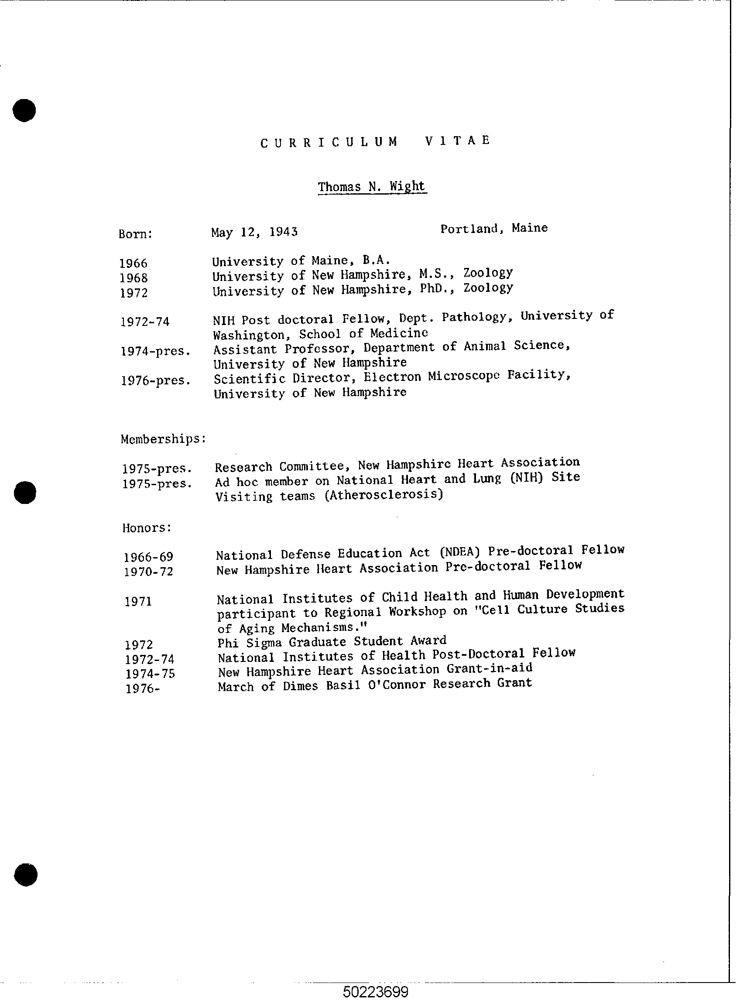 CURRICULUM VITAE
Thomas N. Wight
Born: May 12, 1943 Portland, Maine
1966 University of Maine, B.A.
1968 University of New Hampshire, M.S., Zoology
1972 University of New Hampshire, PhD., Zoology
1972-74 NIH Post doctoral Fellow, Dept. Pathology, University of
Washington, School of Medicine
1974-pres. Assistant Professor, Department of Animal Science,
University of New Hampshire
1976-pres. Scientific Director, Electron Microscope Facility,
University of New Hampshire
Memberships:
1975-pres. Research Committee, New Hampshire Heart Association
1975-pres. Ad hoc member on National Heart and Lung (NIH) Site
Visiting teams (Atherosclerosis)
Honors:
1966-69 National Defense Education Act (NDEA) Pre-doctoral Fellow
1970-72 New Hampshire Heart Association Pre-doctoral Fellow
1971 National Institutes of Child Health and Human Development
participant to Regional Workshop on "Cell Culture Studies
of Aging Mechanisms."
1972 Phi Sigma Graduate Student Award
1972-74 National Institutes of Health Post-Doctoral Fellow
1974-75 New Hampshire Heart Association Grant-in-aid
1976- March of Dimes Basil O'Connor Research Grant
50223699